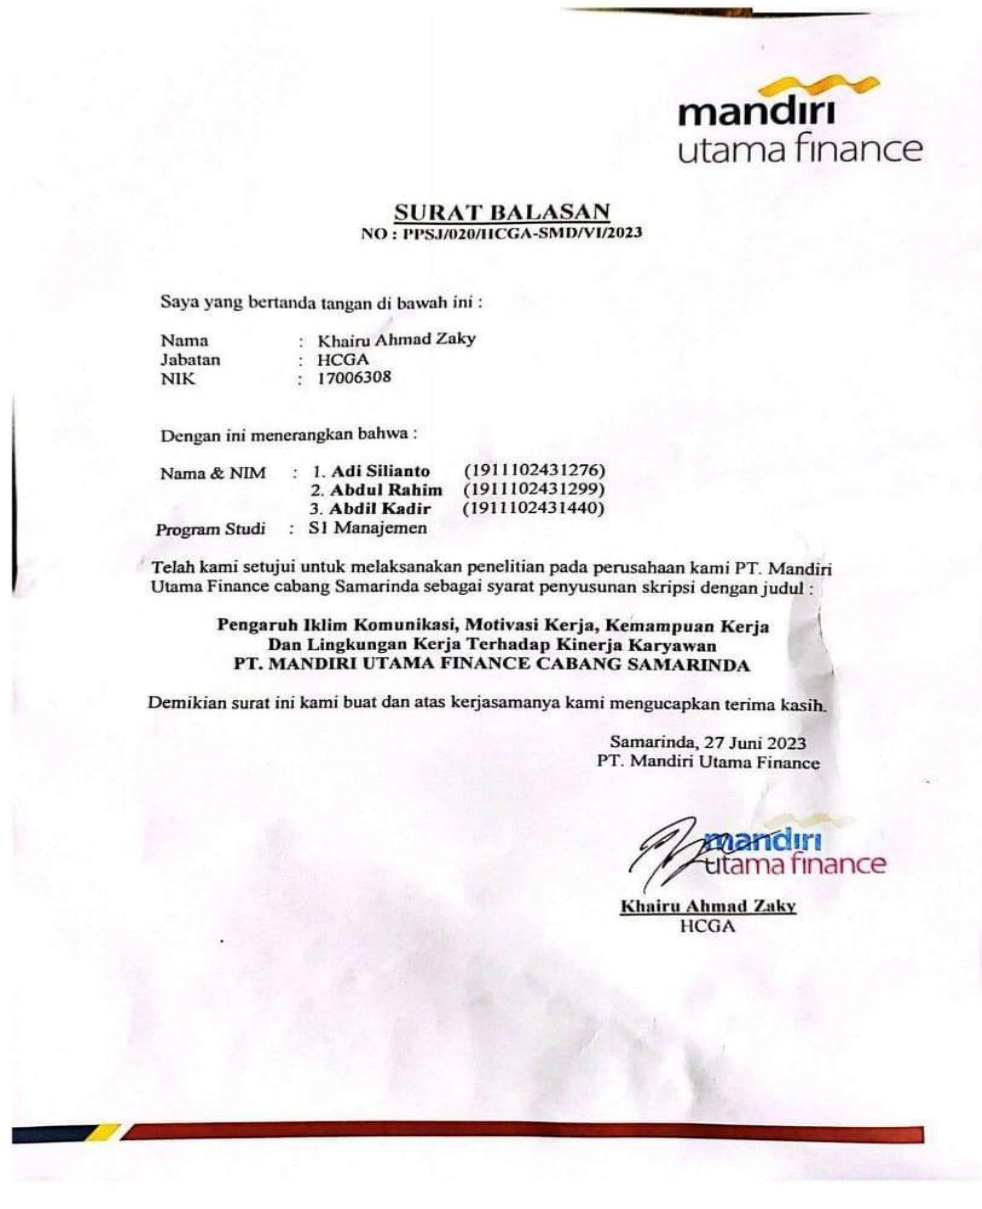 mandırı
utama finance
SURAT BALASAN
NO : PPSJ/020/HCGA-SMD/VI/2023
Saya yang bertanda tangan di bawah ini :
Nama : Khairu Ahmad Zaky
Jabatan : HCGA
NIK : 17006308
Dengan ini menerangkan bahwa :
Nama & NIM : 1. Adi Silianto (1911102431276)
2. Abdul Rahim (1911102431299)
3. Abdil Kadir (1911102431440)
Program Studi : S1 Manajemen
Telah kami setujui untuk melaksanakan penelitian pada perusahaan kami PT. Mandiri
Utama Finance cabang Samarinda sebagai syarat penyusunan skripsi dengan judul :
Pengaruh Iklim Komunikasi, Motivasi Kerja, Kemampuan Kerja
Dan Lingkungan Kerja Terhadap Kinerja Karyawan
PT. MANDIRI UTAMA FINANCE CABANG SAMARINDA
Demikian surat ini kami buat dan atas kerjasamanya kami mengucapkan terima kasih.
Samarinda, 27 Juni 2023
PT. Mandiri Utama Finance
mandırı
utama finance
Khairu Ahmad Zaky
HCGA